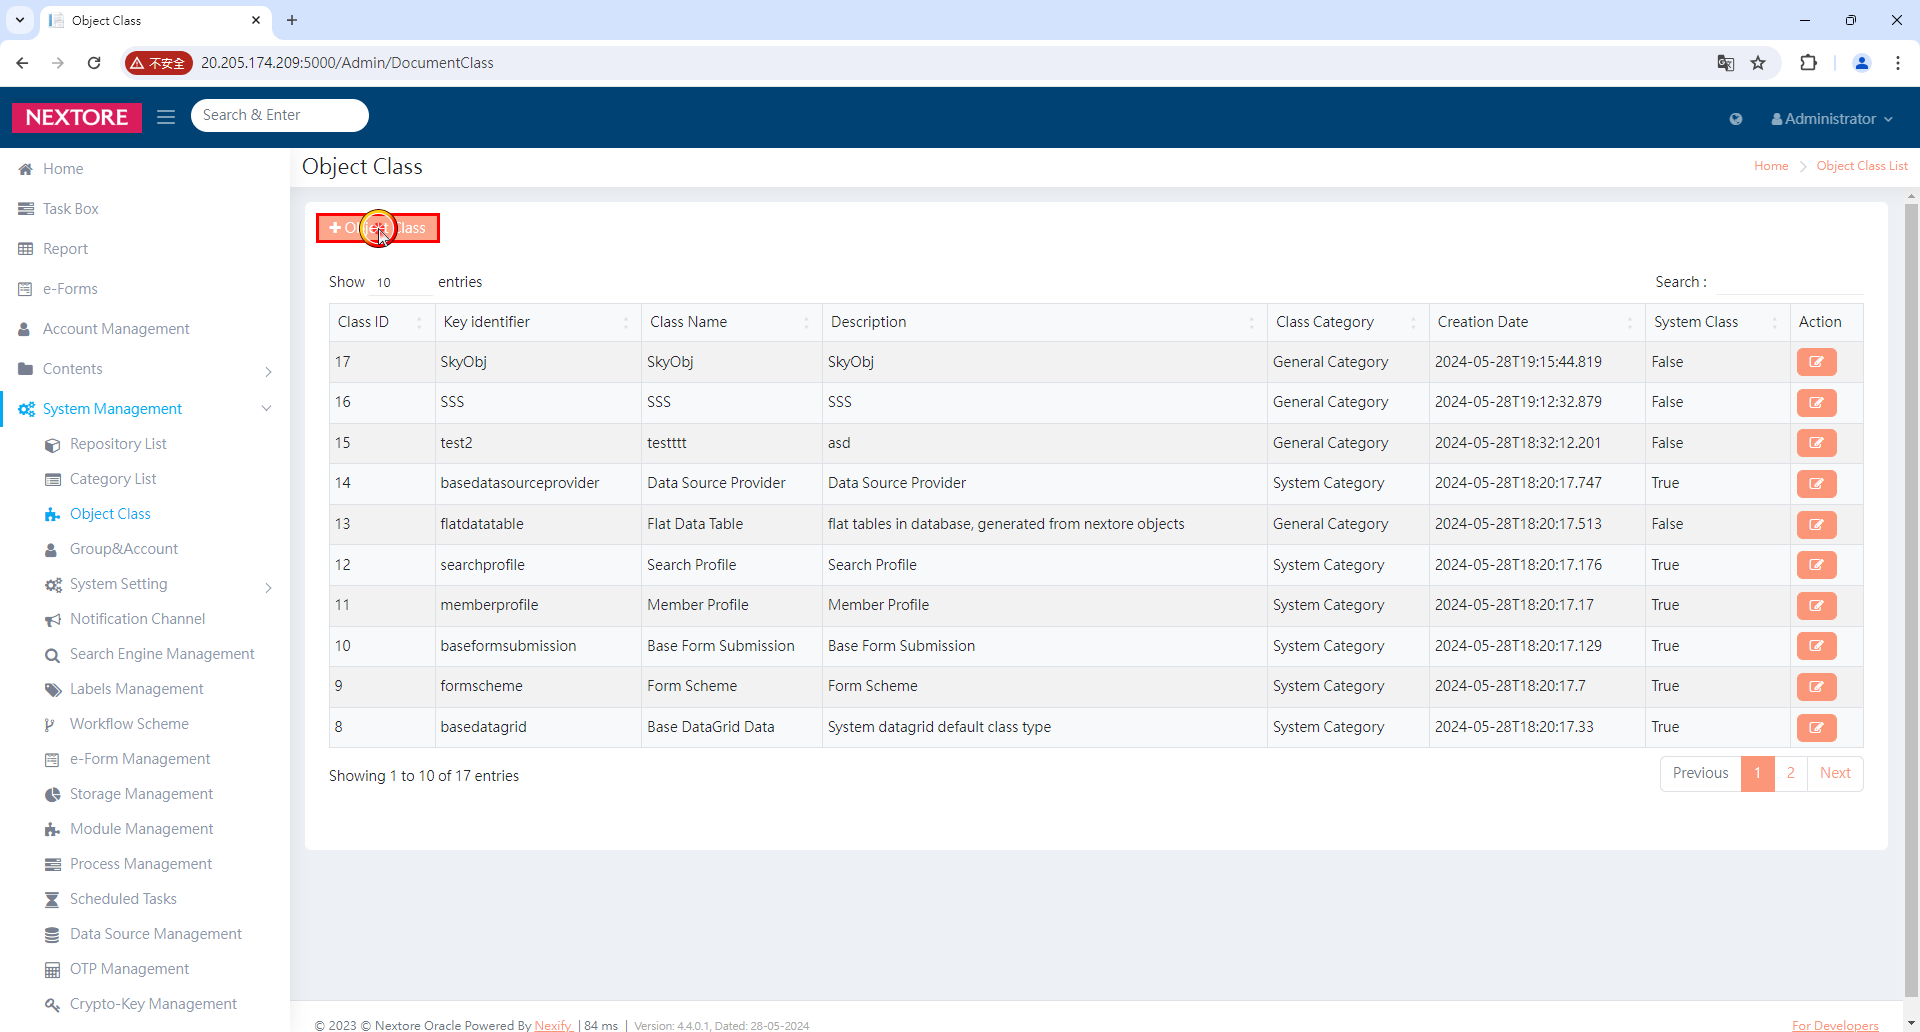 Object Class
不安全 20.205.174.209:5000/Admin/DocumentClass
NEXTORE Search & Enter Administrator
Home
Task Box
Report
e-Forms
Account Management
Contents
System Management
Repository List
Category List
Object Class
Group&Account
System Setting
Notification Channel
Search Engine Management
Labels Management
Workflow Scheme
e-Form Management
Storage Management
Module Management
Process Management
Scheduled Tasks
Data Source Management
OTP Management
Crypto-Key Management
Object Class Home Object Class List
Object Class
Show 10 entries Search :
Class ID Key identifier Class Name Description Class Category Creation Date System Class Action
17 SkyObj SkyObj SkyObj General Category 2024-05-28T19:15:44.819 False
16 SSS SSS SSS General Category 2024-05-28T19:12:32.879 False
15 test2 testttt asd General Category 2024-05-28T18:32:12.201 False
14 basedatasourceprovider Data Source Provider Data Source Provider System Category 2024-05-28T18:20:17.747 True
13 flatdatatable Flat Data Table flat tables in database, generated from nextore objects General Category 2024-05-28T18:20:17.513 False
12 searchprofile Search Profile Search Profile System Category 2024-05-28T18:20:17.176 True
11 memberprofile Member Profile Member Profile System Category 2024-05-28T18:20:17.17 True
10 baseformsubmission Base Form Submission Base Form Submission System Category 2024-05-28T18:20:17.129 True
9 formscheme Form Scheme Form Scheme System Category 2024-05-28T18:20:17.7 True
8 basedatagrid Base DataGrid Data System datagrid default class type System Category 2024-05-28T18:20:17.33 True
Showing 1 to 10 of 17 entries Previous 1 2 Next
© 2023 © Nextore Oracle Powered By Nexify | 84 ms | Version: 4.4.0.1, Dated: 28-05-2024 For Developers